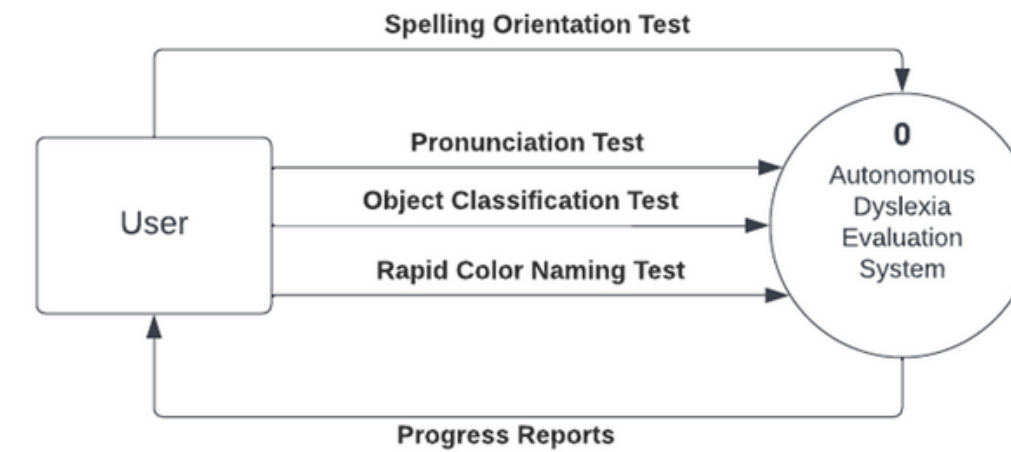 Spelling Orientation Test
Pronunciation Test
Object Classification Test
Rapid Color Naming Test
User
0
Autonomous
Dyslexia
Evaluation
System
Progress Reports